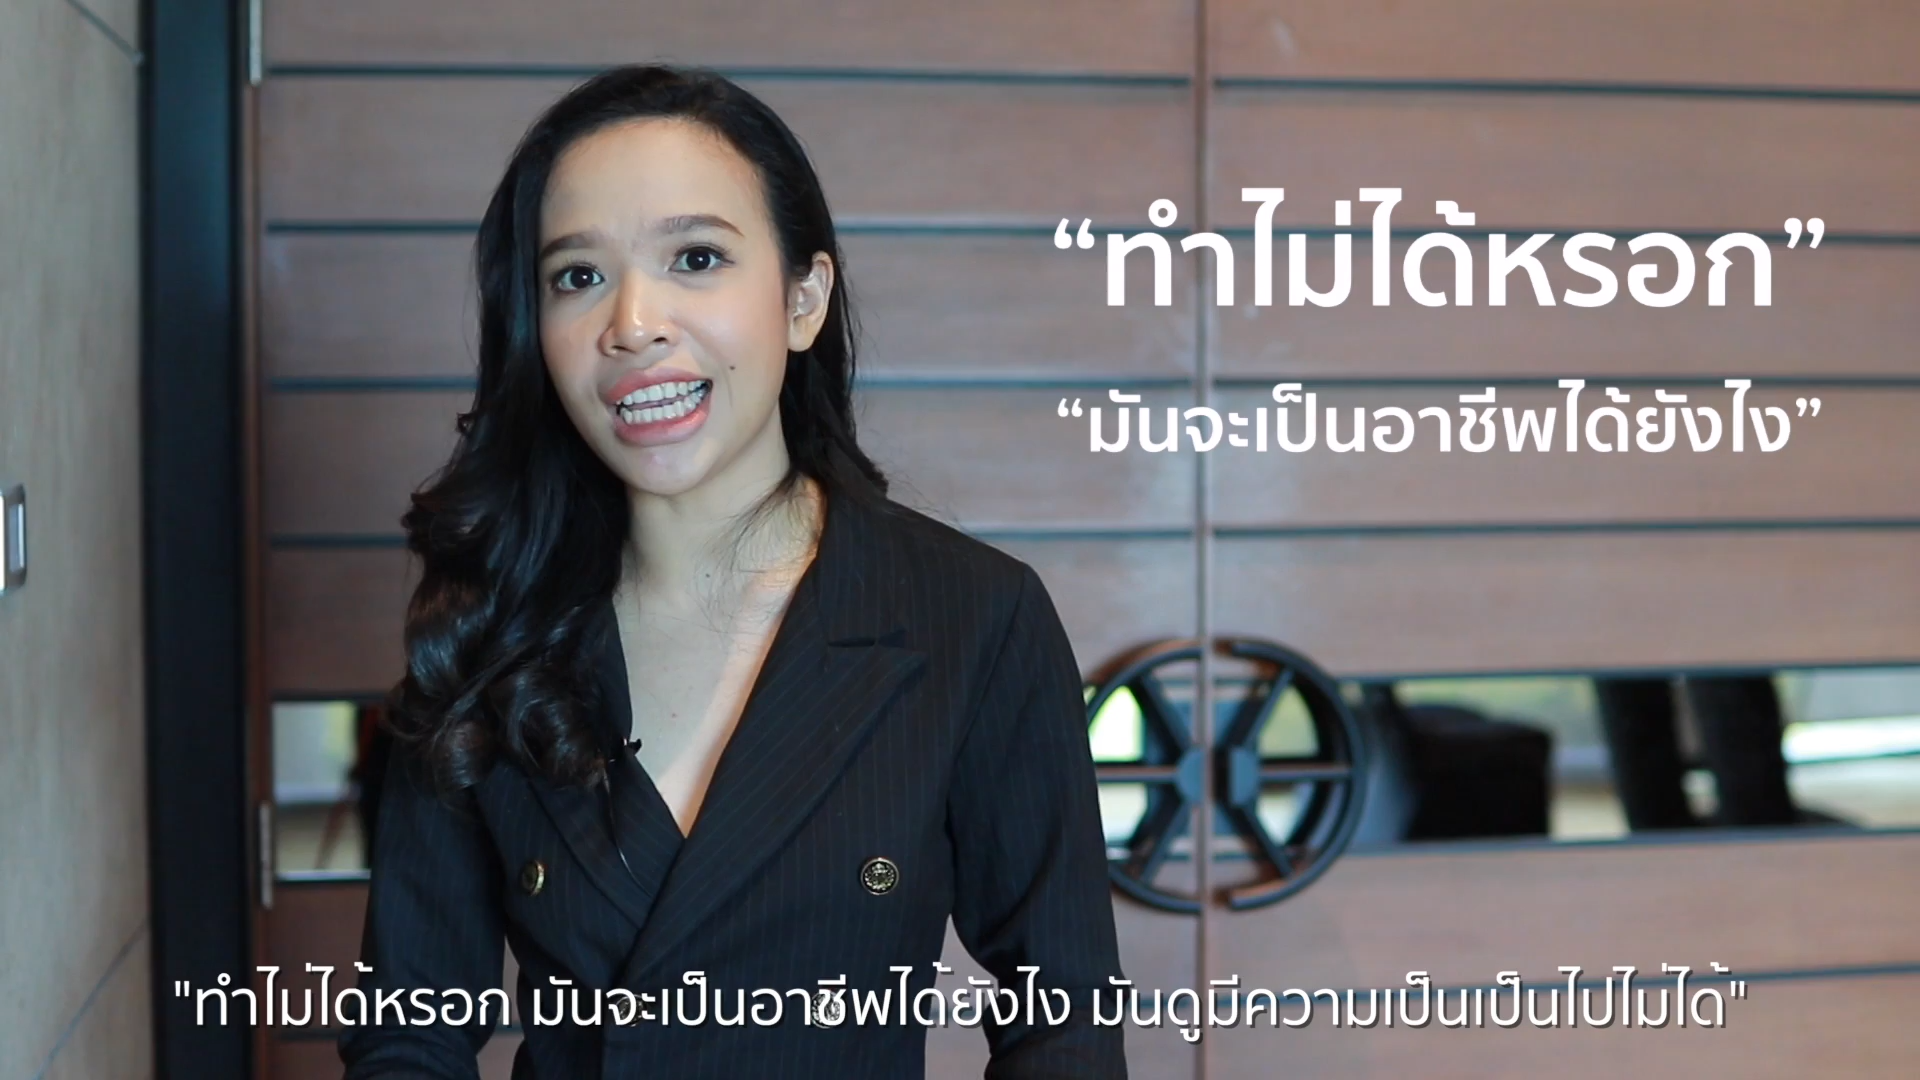 “ทำไม่ได้หรอก”
“มันจะเป็นอาชีพได้ยังไง”
"ทำไม่ได้หรอก มันจะเป็นอาชีพได้ยังไง มันดูมีความเป็นเป็นไปไม่ได้"